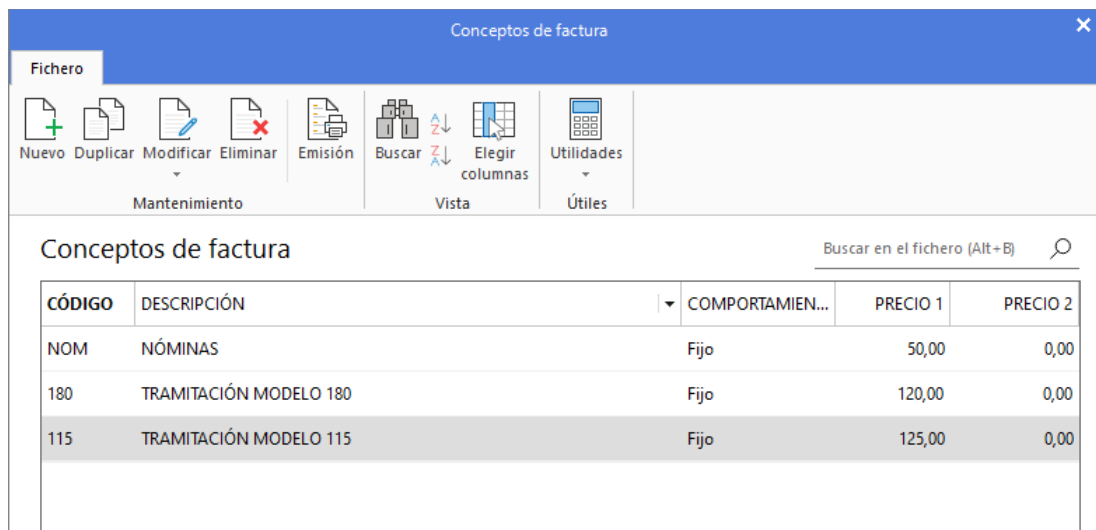 Conceptos de factura
Fichero
Nuevo Duplicar Modificar Eliminar Emisión Buscar Elegir columnas Utilidades
Mantenimiento Vista Útiles
Conceptos de factura Buscar en el fichero (Alt+B)
CÓDIGO DESCRIPCIÓN COMPORTAMIEN... PRECIO 1 PRECIO 2
NOM NÓMINAS Fijo 50,00 0,00
180 TRAMITACIÓN MODELO 180 Fijo 120,00 0,00
115 TRAMITACIÓN MODELO 115 Fijo 125,00 0,00